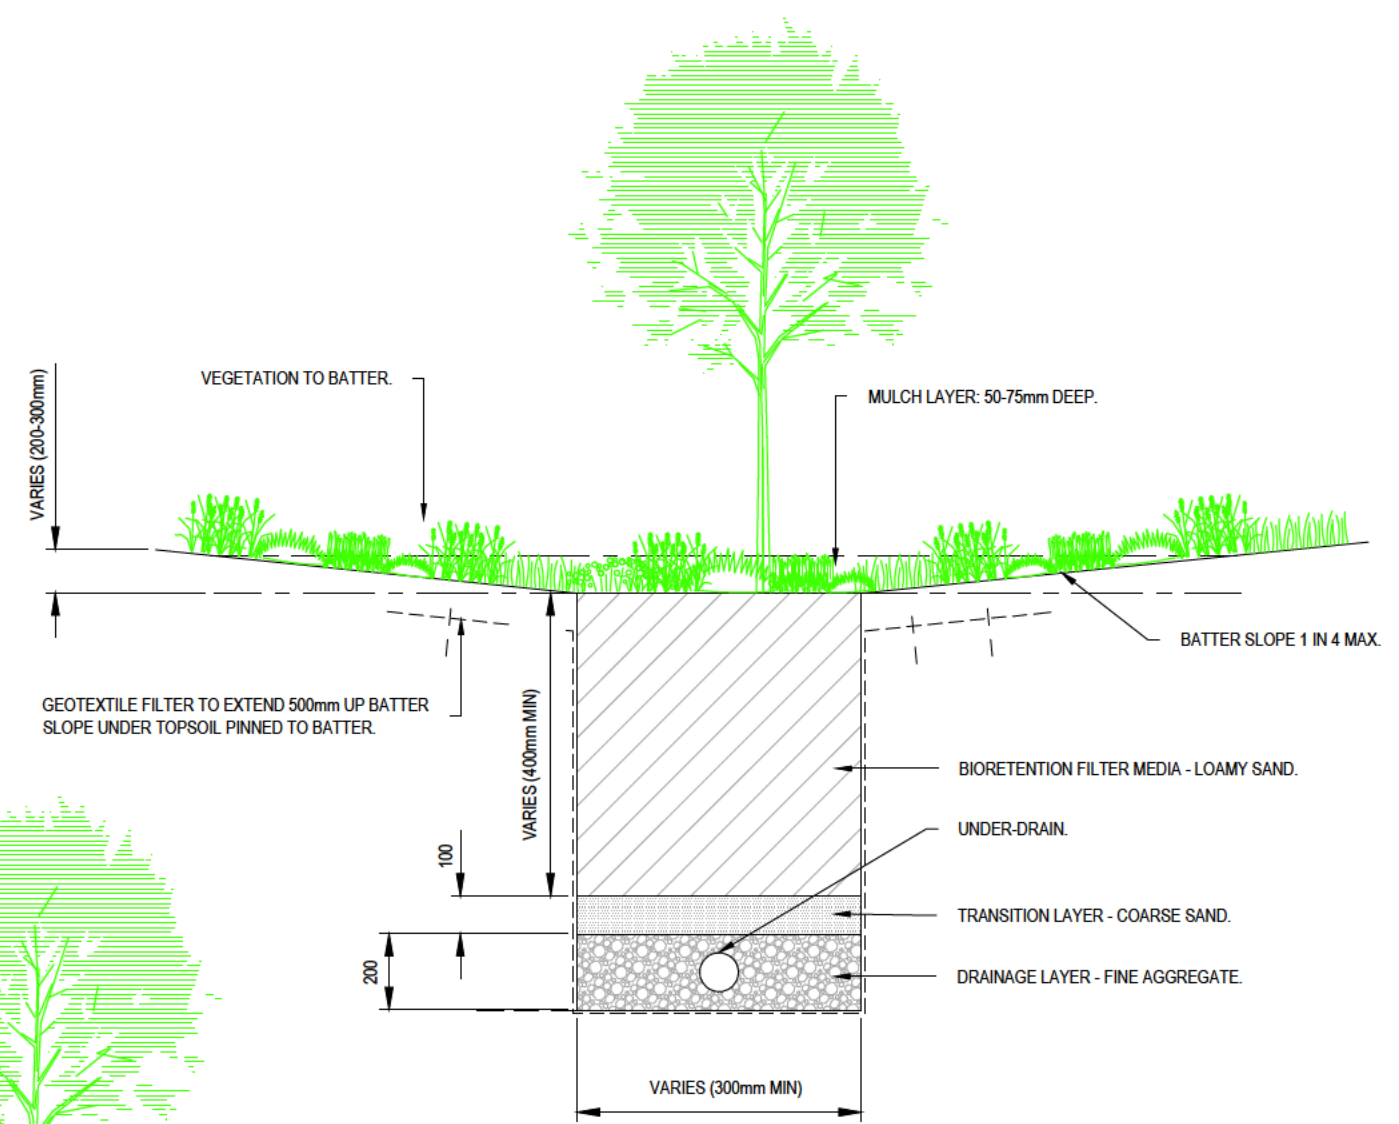 VEGETATION TO BATTER.
MULCH LAYER: 50-75mm DEEP.
VARIES (200-300mm)
BATTER SLOPE 1 IN 4 MAX.
GEOTEXTILE FILTER TO EXTEND 500mm UP BATTER
SLOPE UNDER TOPSOIL PINNED TO BATTER.
VARIES (400mm MIN)
BIORETENTION FILTER MEDIA - LOAMY SAND.
UNDER-DRAIN.
100
TRANSITION LAYER - COARSE SAND.
200
DRAINAGE LAYER - FINE AGGREGATE.
VARIES (300mm MIN)